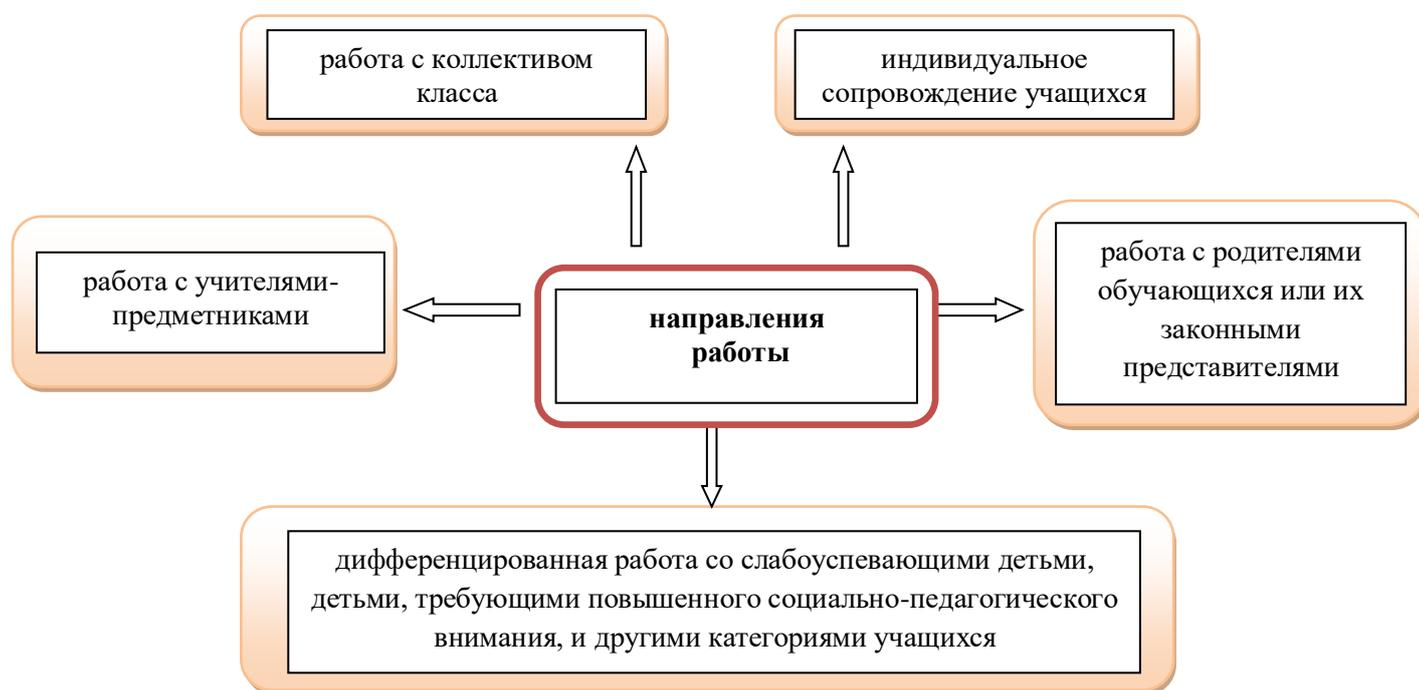 работа с коллективом
класса
индивидуальное
сопровождение учащихся
работа с учителями-
предметниками
направления
работы
работа с родителями
обучающихся или их
законными
представителями
дифференцированная работа со слабоуспевающими детьми,
детьми, требующими повышенного социально-педагогического
внимания, и другими категориями учащихся